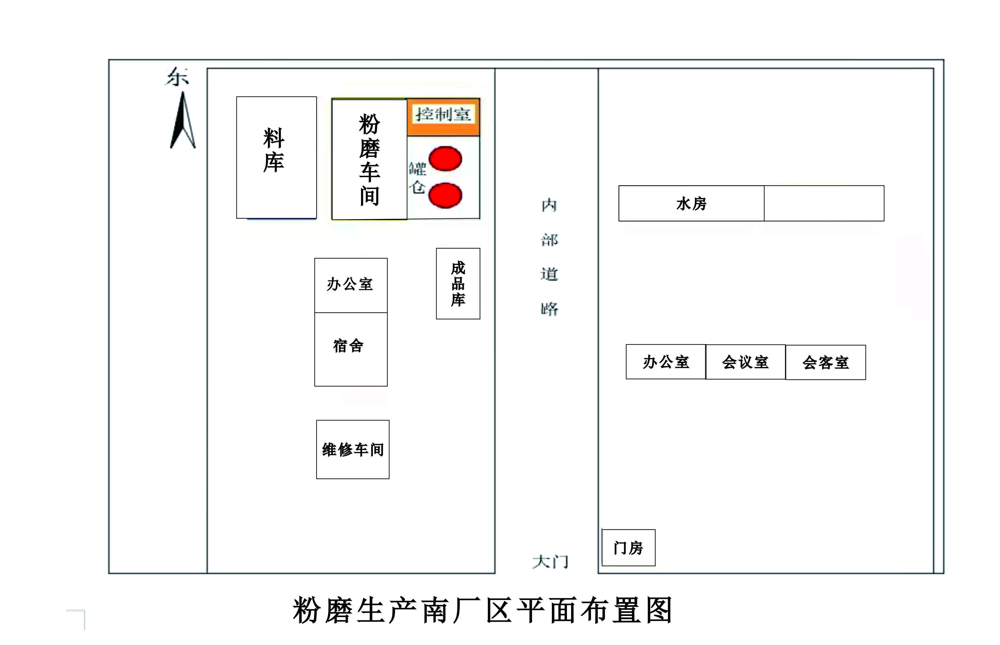 东
料库
粉磨车间
控制室
罐仓
内部道路
水房
办公室
成品库
宿舍
办公室
会议室
会客室
维修车间
门房
大门
粉磨生产南厂区平面布置图